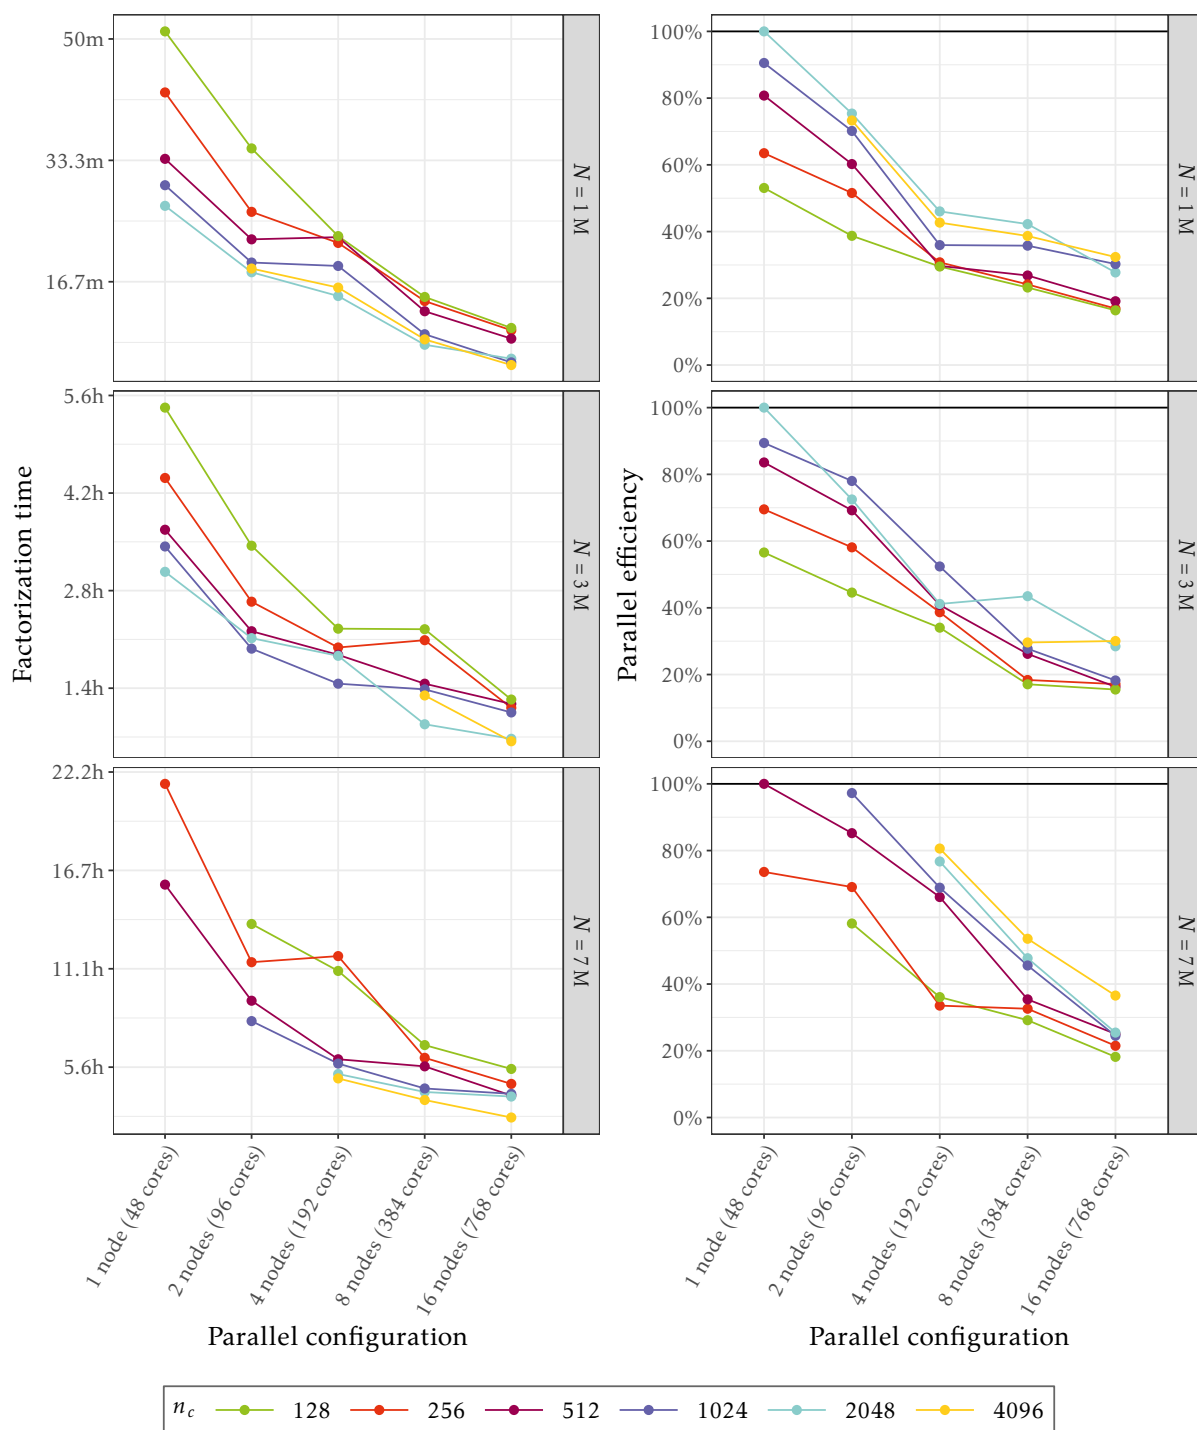 Factorization time
50m
33.3m
16.7m
N = 1 M
5.6h
4.2h
2.8h
1.4h
N = 3 M
22.2h
16.7h
11.1h
5.6h
N = 7 M
1 node (48 cores)
2 nodes (96 cores)
4 nodes (192 cores)
8 nodes (384 cores)
16 nodes (768 cores)
Parallel configuration
Parallel efficiency
100%
80%
60%
40%
20%
0%
N = 1 M
100%
80%
60%
40%
20%
0%
N = 3 M
100%
80%
60%
40%
20%
0%
N = 7 M
1 node (48 cores)
2 nodes (96 cores)
4 nodes (192 cores)
8 nodes (384 cores)
16 nodes (768 cores)
Parallel configuration
n_c 128 256 512 1024 2048 4096